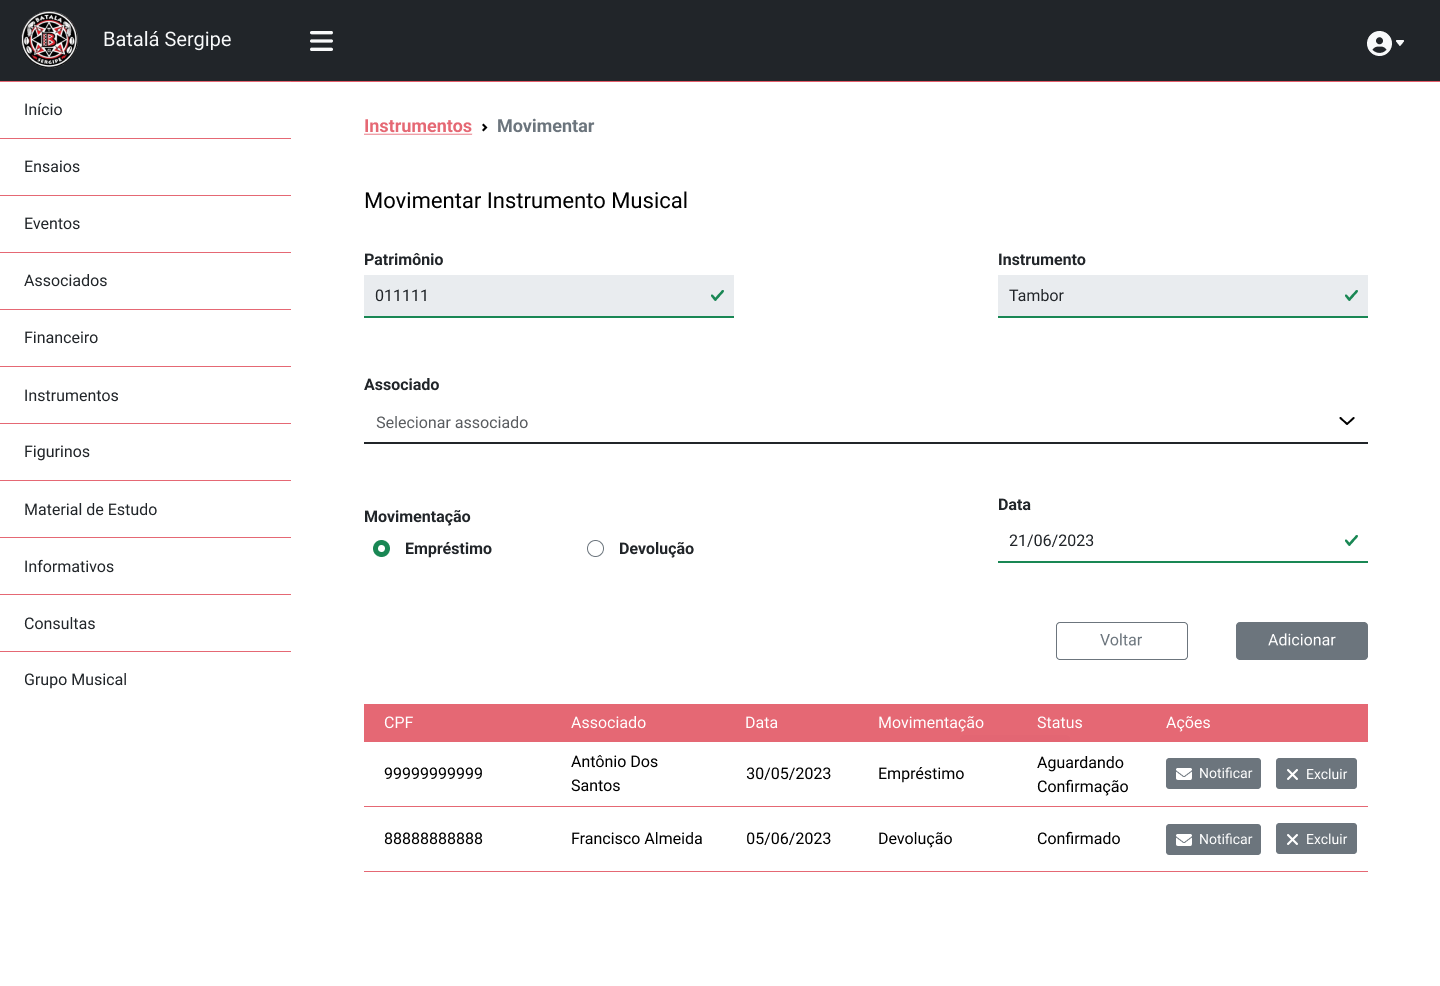 BATALA
SERGIPE
Batalá Sergipe
Início
Ensaios
Eventos
Associados
Financeiro
Instrumentos
Figurinos
Material de Estudo
Informativos
Consultas
Grupo Musical
Instrumentos › Movimentar
Movimentar Instrumento Musical
Patrimônio
011111
Instrumento
Tambor
Associado
Selecionar associado
Movimentação
Empréstimo Devolução
Data
21/06/2023
Voltar Adicionar
CPF Associado Data Movimentação Status Ações
99999999999 Antônio Dos Santos 30/05/2023 Empréstimo Aguardando Confirmação Notificar Excluir
88888888888 Francisco Almeida 05/06/2023 Devolução Confirmado Notificar Excluir